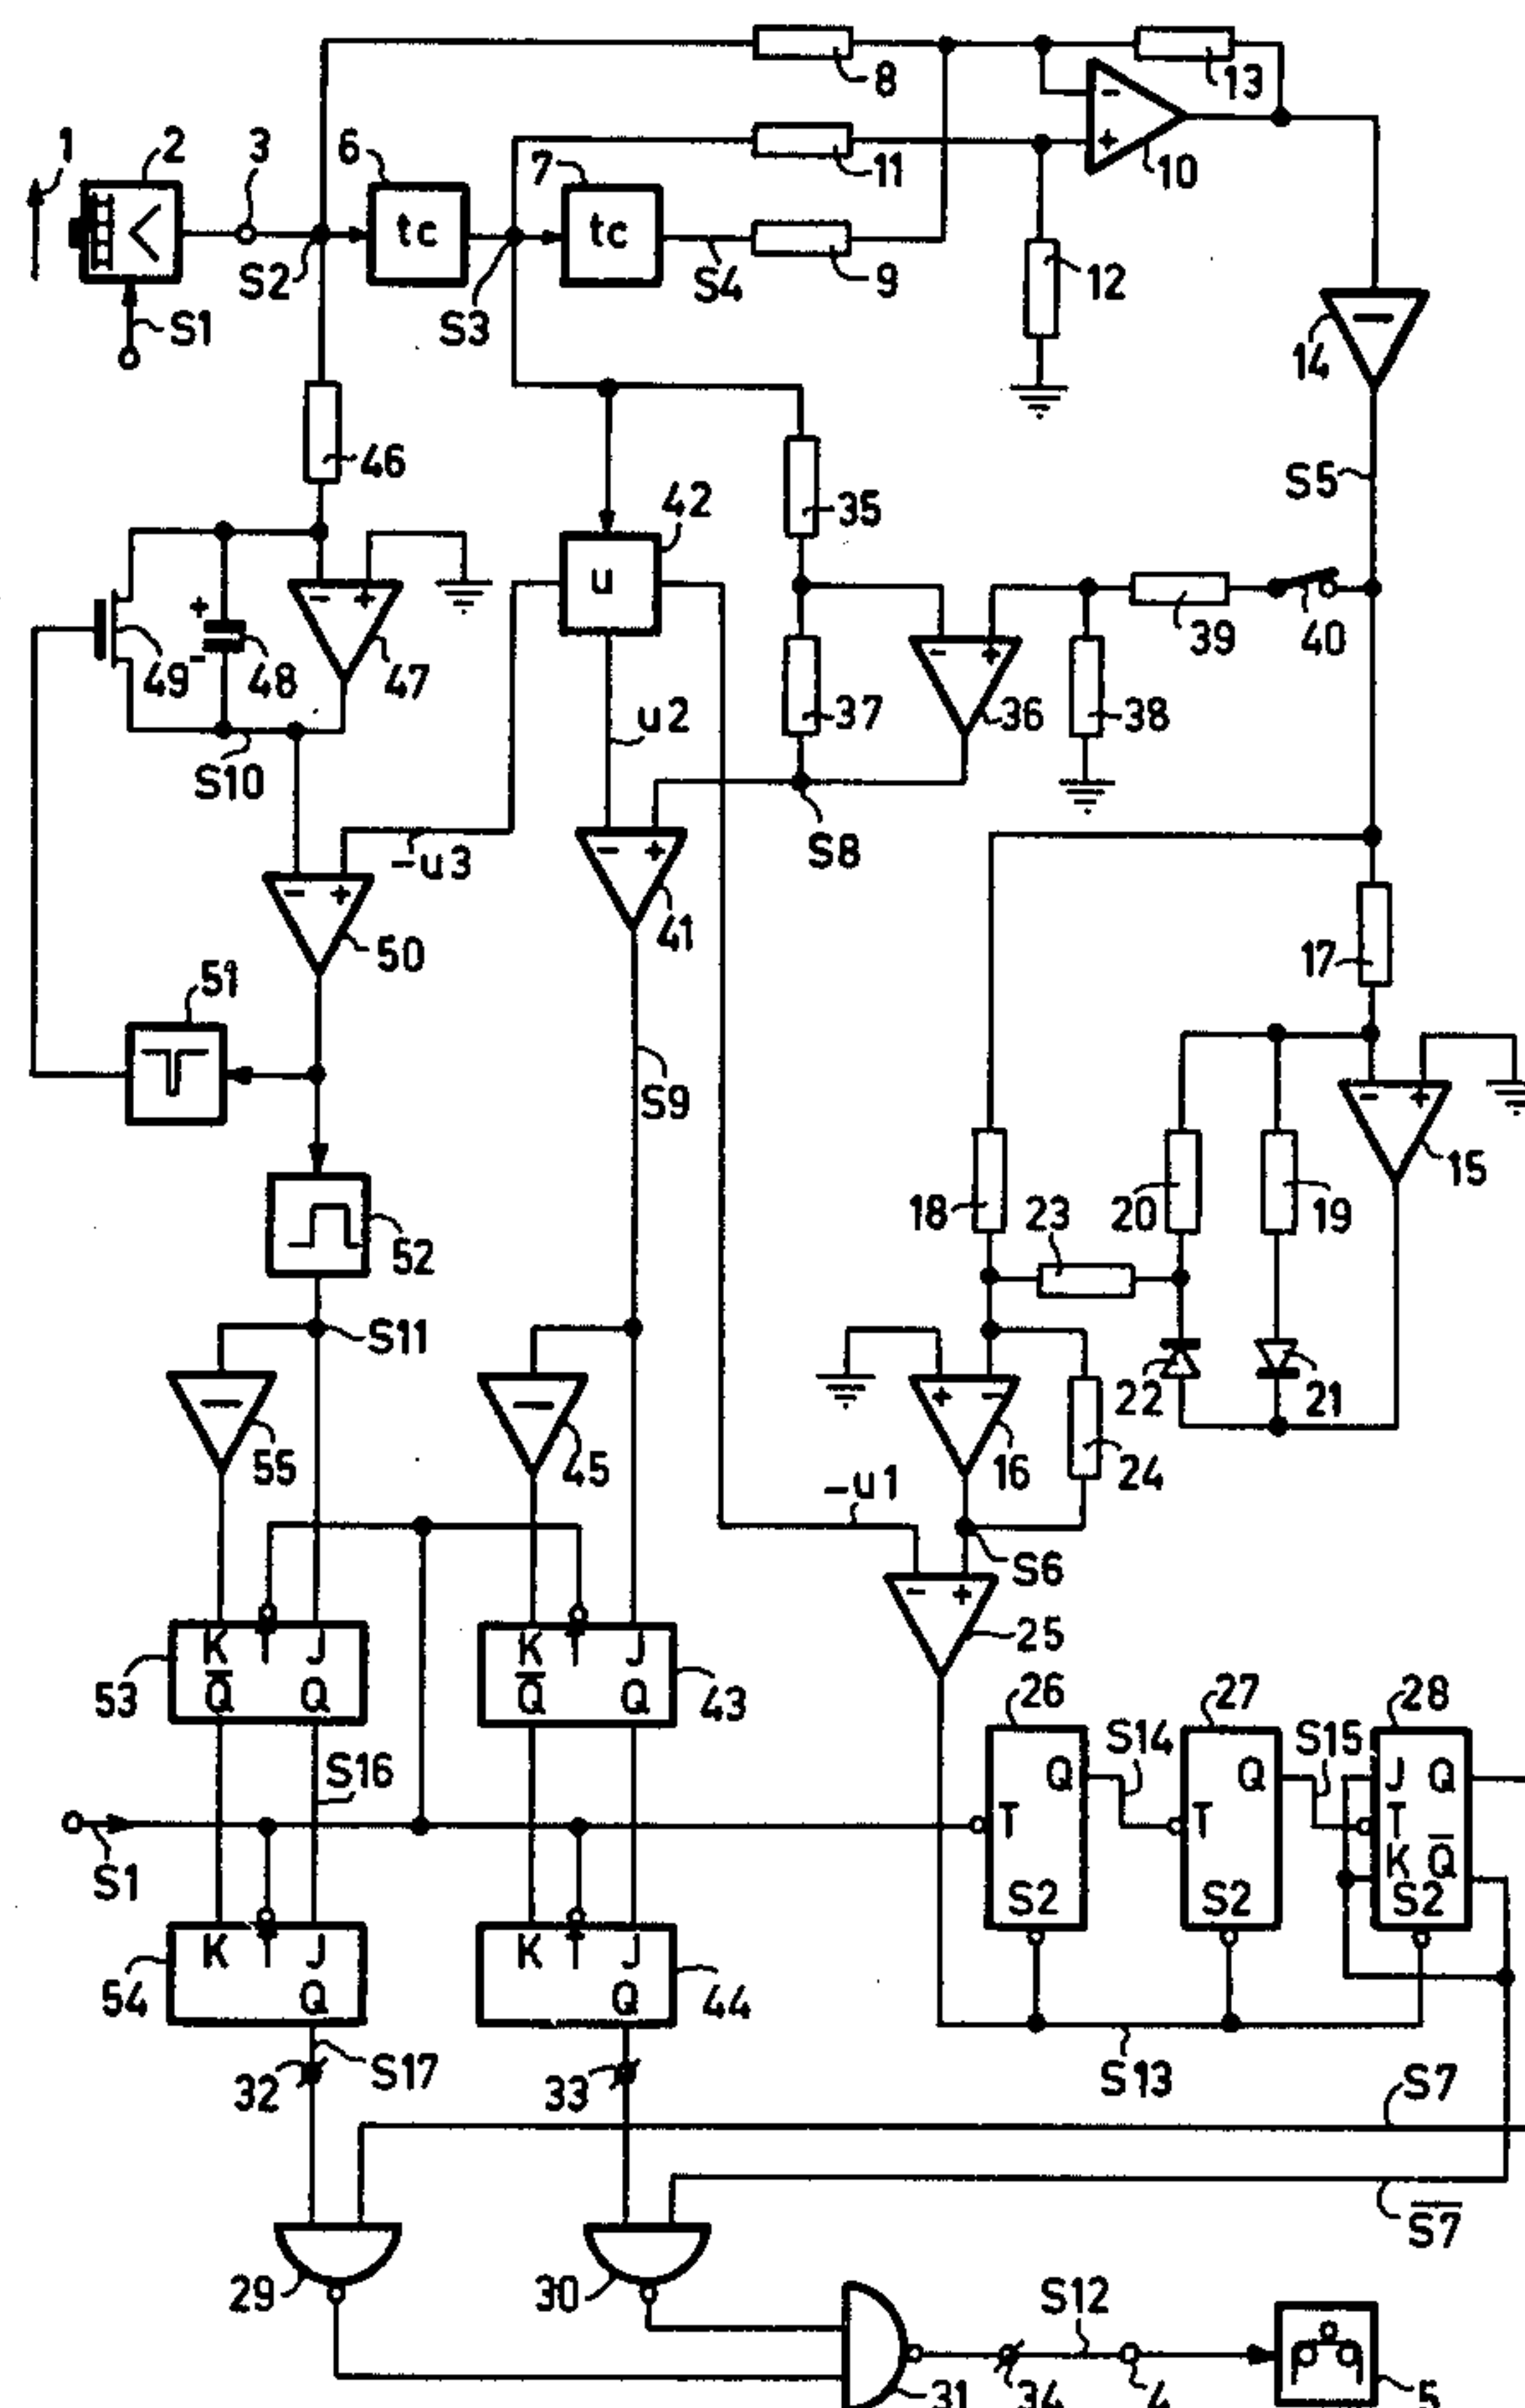 8
13
- +
10
11
1 2 3 6 7
tc tc
S2
S3
S4
9
12
S1
14
S5
46
42
35
u
- +
+
-
49 48 47
u2
37
- +
36
38
39
40
S10
S8
-u3
- +
41
- +
50
17
51
S9
- +
15
18
23
20
19
52
S11
22
21
+ -
16
24
55
45
-u1
S6
- +
25
K J
Q̅ Q
53
K J
Q̅ Q
43
26 27 28
S16
S14
S15
Q
T
S2
Q
T
S2
J Q
T
K Q̅
S2
S1
K J
Q
54
K J
Q
44
32
S17
33
S13
S7
S̅7̅
29
30
S12
31
34
4
5